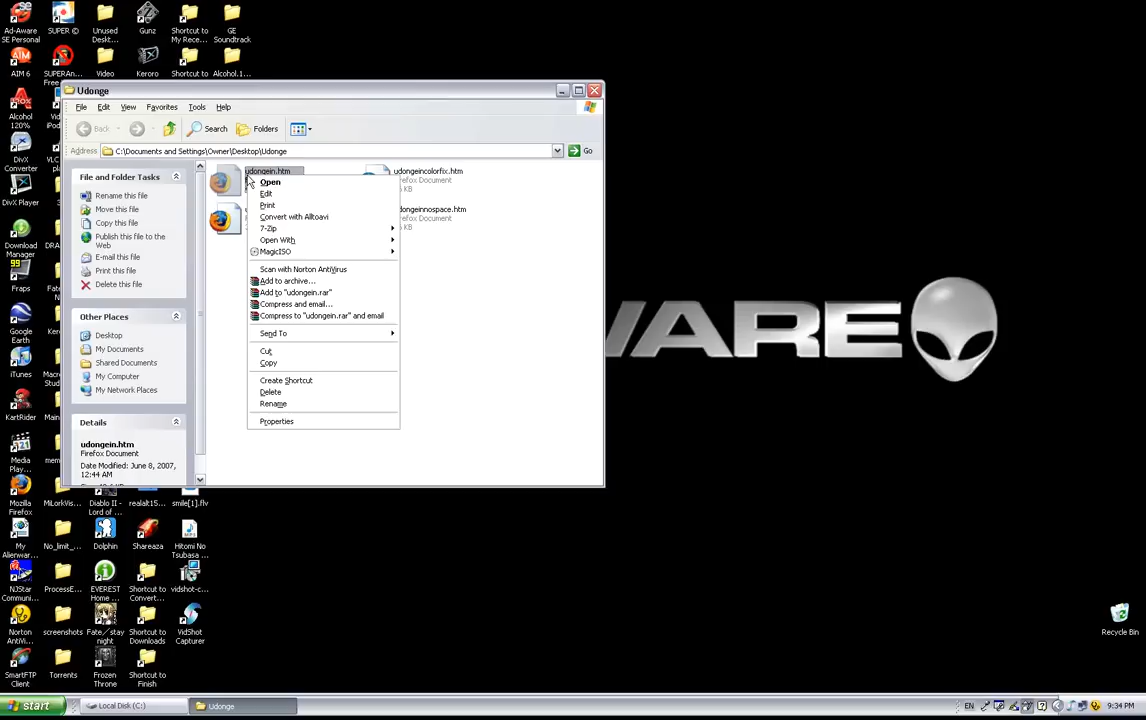 Ad-Aware
SE Personal
SUPER ©
Unused
Deskt...
Gunz
Shortcut to
My Rece...
GE
Soundtrack
AIM 6
SUPERAn...
Free
Video
Keroro
Shortcut to
Alcohol.1...
Udonge
File
Edit
View
Favorites
Tools
Help
Alcohol
120%
Back
Search
Folders
Address
C:\Documents and Settings\Owner\Desktop\Udonge
Go
DivX
Converter
File and Folder Tasks
Rename this file
Move this file
Copy this file
Publish this file to the
Web
E-mail this file
Print this file
Delete this file
udongein.htm
udongeincolorfix.htm
Firefox Document
KB
Open
Edit
Print
Convert with Alltoavi
7-Zip
Open With
MagicISO
Scan with Norton AntiVirus
Add to archive...
Add to "udongein.rar"
Compress and email...
Compress to "udongein.rar" and email
Send To
Cut
Copy
Create Shortcut
Delete
Rename
Properties
DivX Player
Download
Manager
Fraps
Google
Earth
iTunes
KartRider
Media
Play...
Other Places
Desktop
My Documents
Shared Documents
My Computer
My Network Places
Details
udongein.htm
Firefox Document
Date Modified: June 8, 2007,
12:44 AM
WARE
Mozilla
Firefox
MiLorkVis...
Diablo II -
Lord of ...
realalt15...
smile[1].flv
My
Alienwar...
No_limit_...
Dolphin
Shareaza
Hitomi No
Tsubasa ...
NJStar
Communi...
ProcessE...
EVEREST
Home ...
Shortcut to
Convert...
vidshot-c...
Norton
AntiVi...
screenshots
Fate／stay
night
Shortcut to
Downloads
VidShot
Capturer
SmartFTP
Client
Torrents
Frozen
Throne
Shortcut to
Finish
Recycle Bin
start
Local Disk (C:)
Udonge
EN
9:34 PM